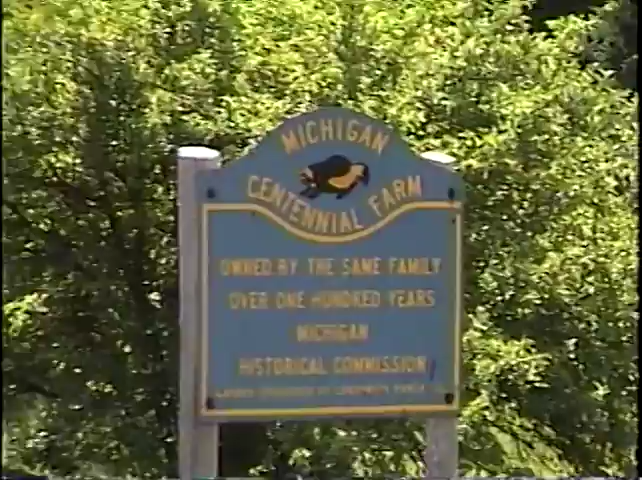 MICHIGAN
CENTENNIAL FARM
OWNED BY THE SAME FAMILY
OVER ONE HUNDRED YEARS
MICHIGAN
HISTORICAL COMMISSION